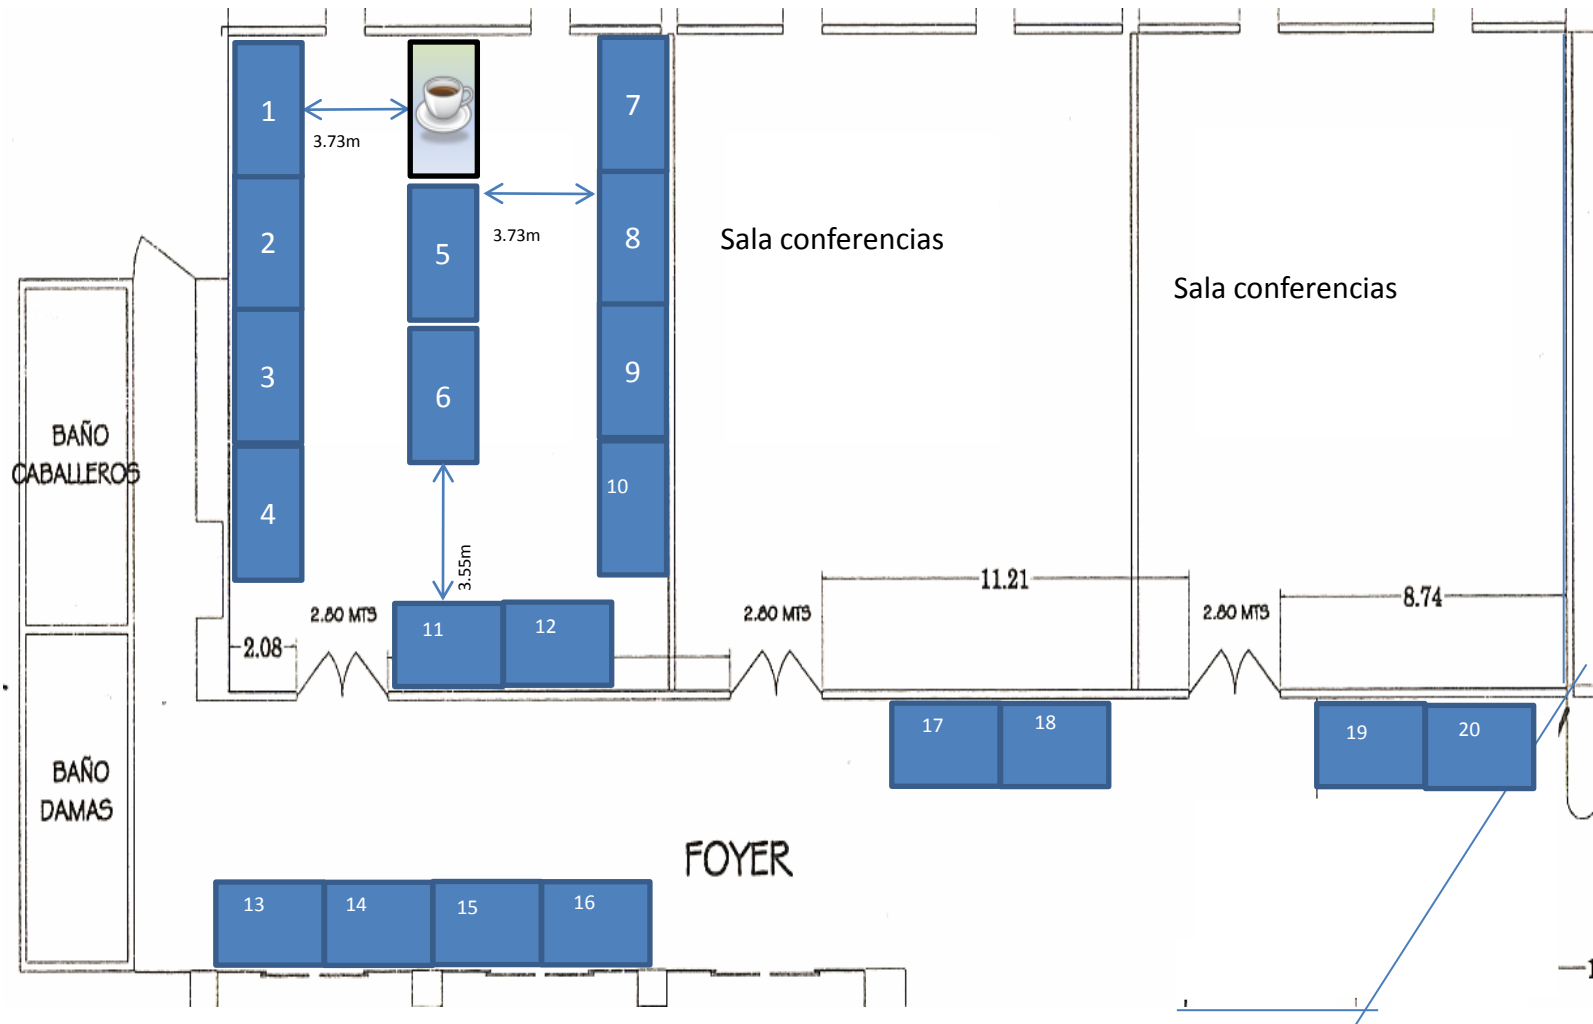 1
7
3.73m
2
5
3.73m
8
Sala conferencias
Sala conferencias
3
6
9
BAÑO
CABALLEROS
4
10
3.55m
11.21
8.74
2.80 MTS
11
12
2.80 MTS
2.80 MTS
2.08
17
18
19
20
BAÑO
DAMAS
FOYER
13
14
15
16